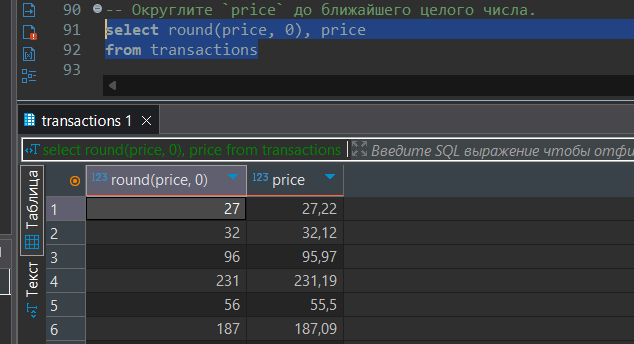 90 -- Округлите `price` до ближайшего целого числа.
91 select round(price, 0), price
92 from transactions
93
transactions 1
select round(price, 0), price from transactions Введите SQL выражение чтобы отфи
Таблица
Текст
123 round(price, 0) 123 price
1 27 27,22
2 32 32,12
3 96 95,97
4 231 231,19
5 56 55,5
6 187 187,09